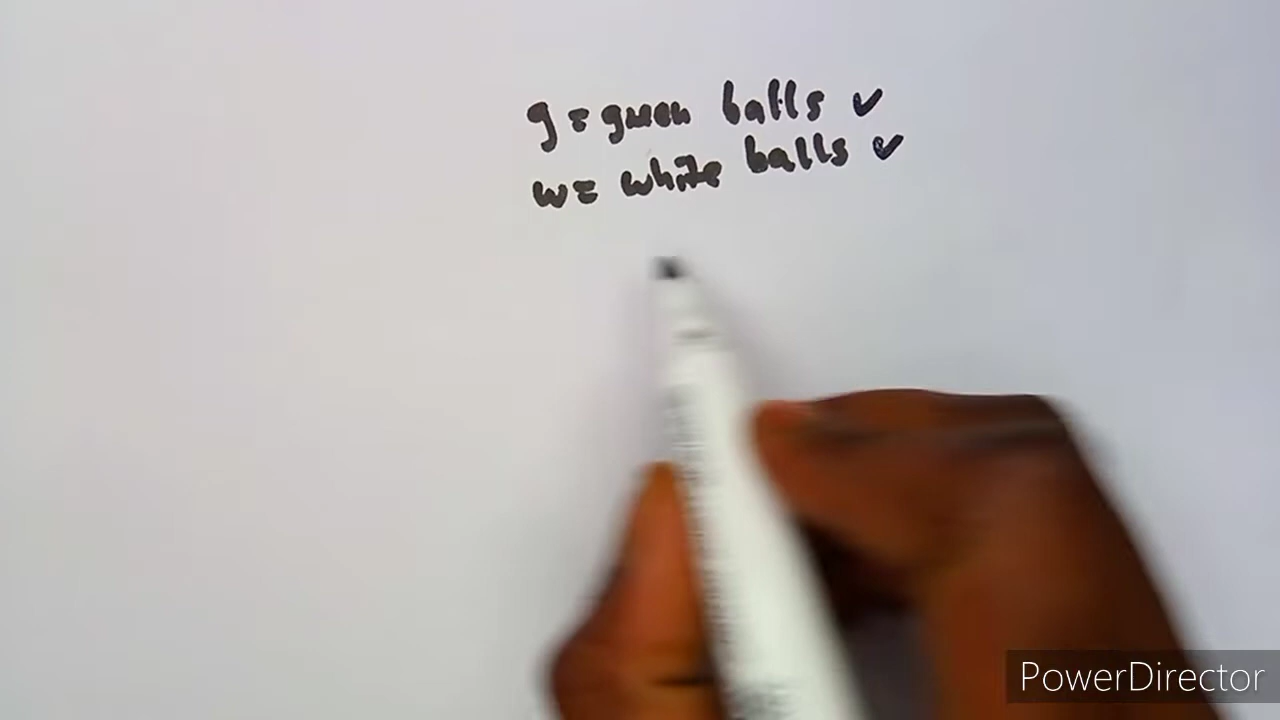 g = green balls ✓
w = white balls ✓
PowerDirector